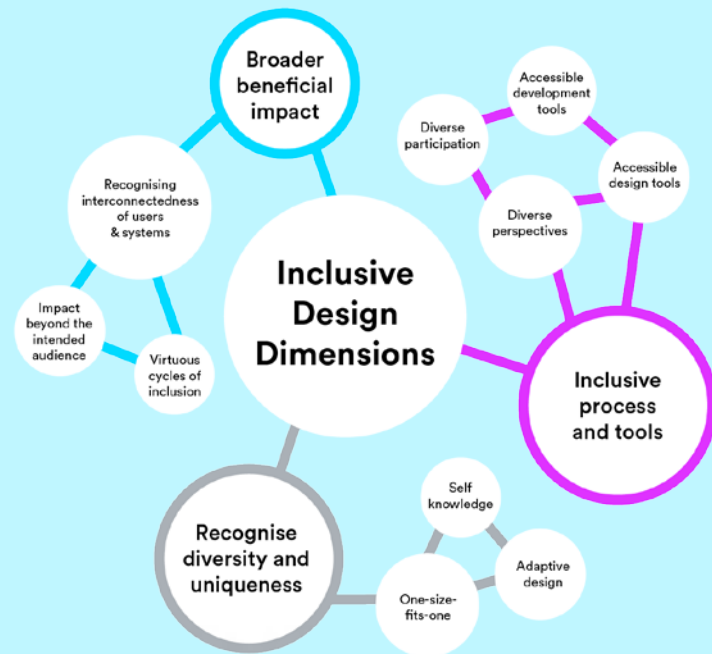 Broader
beneficial
impact
Recognising
interconnectedness
of users
& systems
Impact
beyond the
intended
audience
Virtuous
cycles of
inclusion
Inclusive
Design
Dimensions
Accessible
development
tools
Diverse
participation
Accessible
design tools
Diverse
perspectives
Inclusive
process
and tools
Recognise
diversity and
uniqueness
Self
knowledge
Adaptive
design
One-size-
fits-one